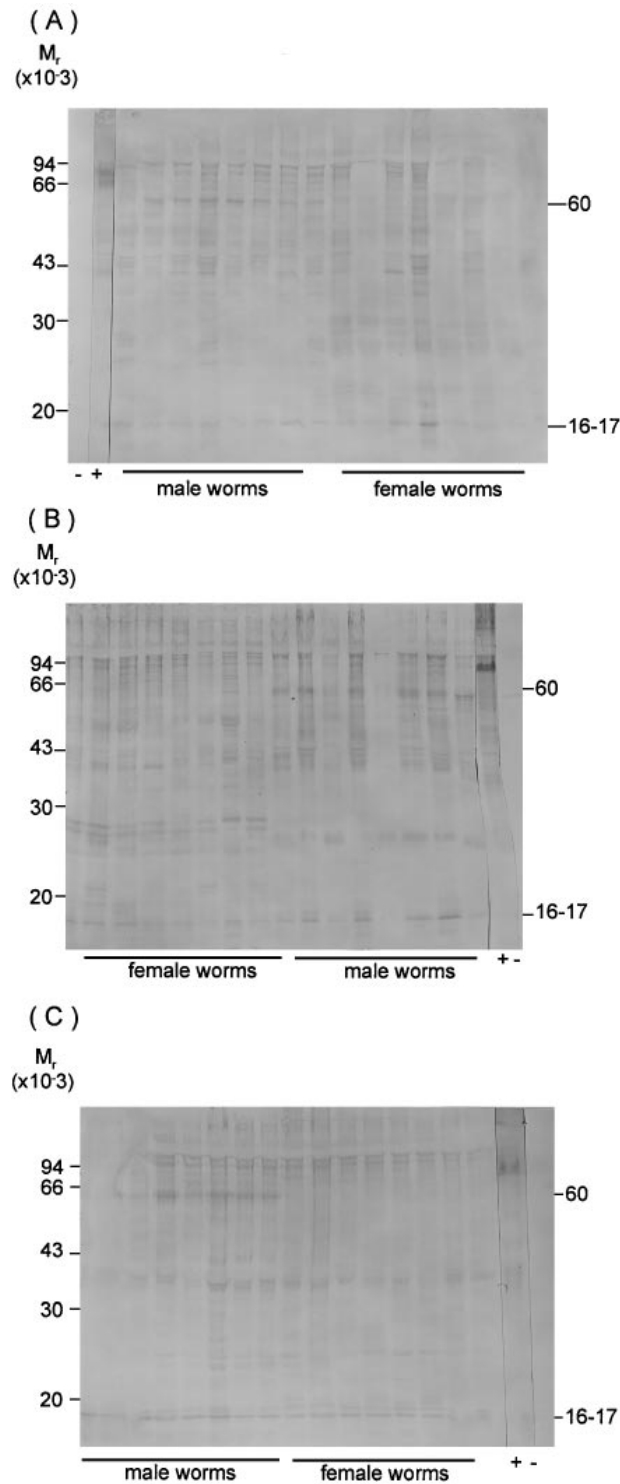 ( A )
Mr
(x10-3)
94
66
60
43
30
20
16-17
- +
male worms
female worms
( B )
Mr
(x10-3)
94
66
60
43
30
20
16-17
female worms
male worms
+ -
( C )
Mr
(x10-3)
94
66
60
43
30
20
16-17
male worms
female worms
+ -